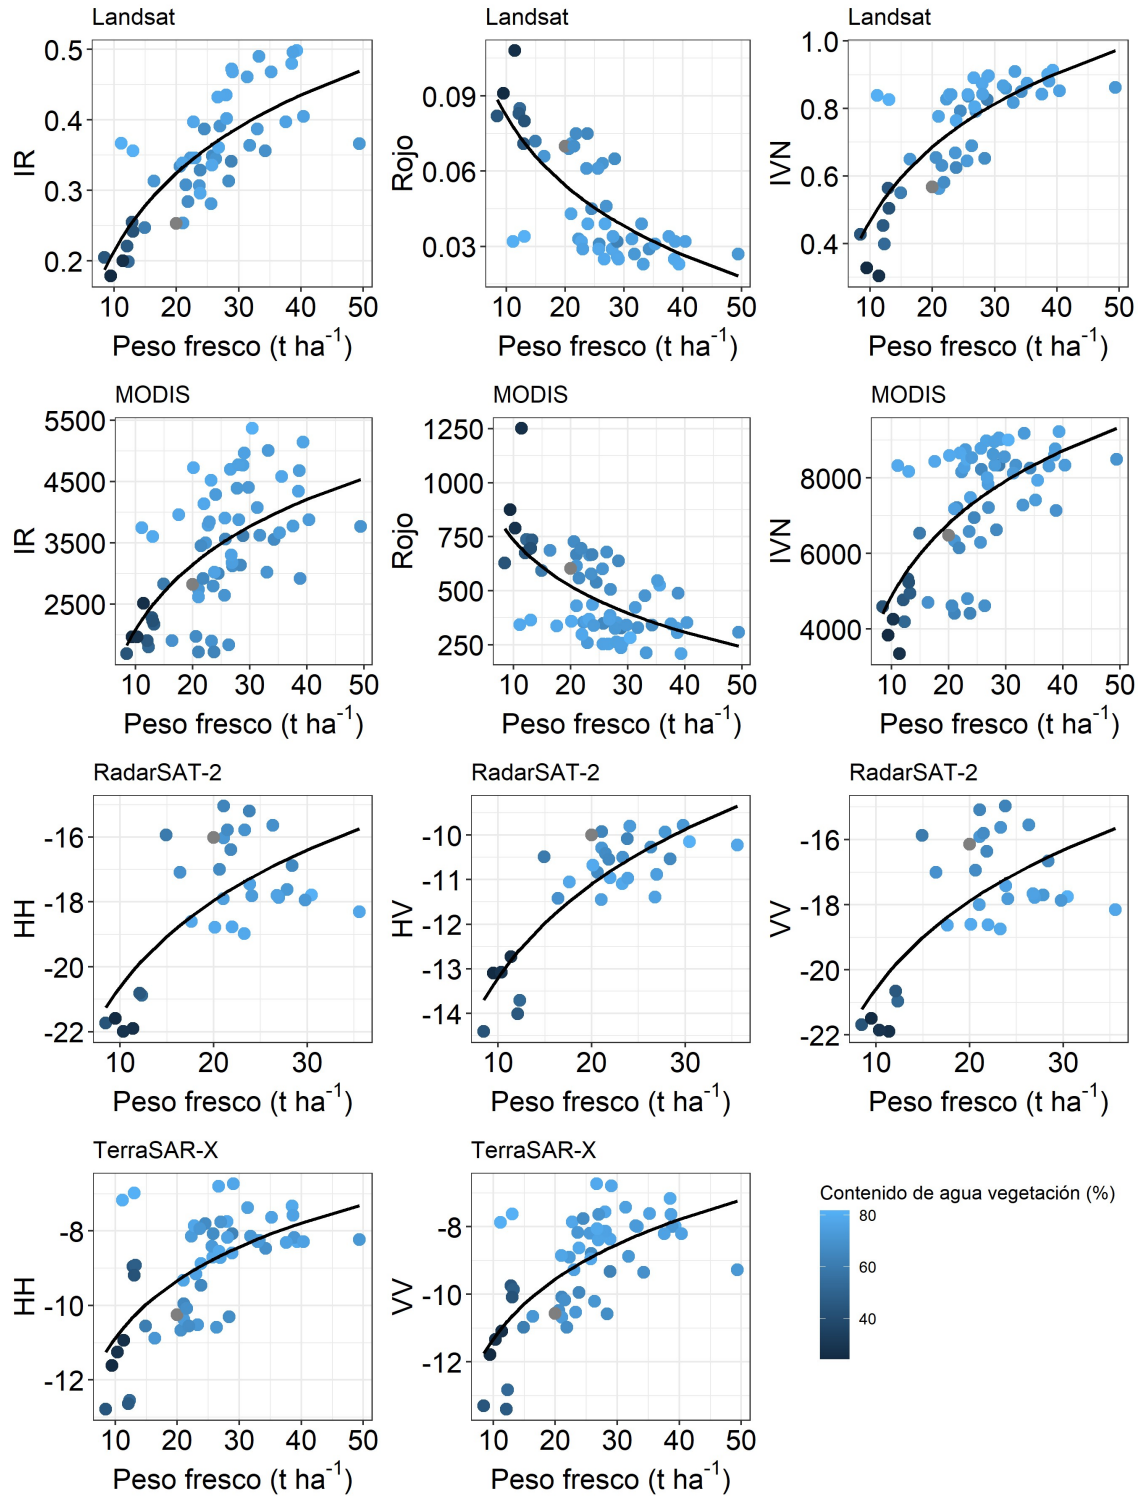 Landsat
IR
0.5
0.4
0.3
0.2
10 20 30 40 50
Peso fresco (t ha⁻¹)
Landsat
Rojo
0.09
0.06
0.03
10 20 30 40 50
Peso fresco (t ha⁻¹)
Landsat
IVN
1.0
0.8
0.6
0.4
10 20 30 40 50
Peso fresco (t ha⁻¹)
MODIS
IR
5500
4500
3500
2500
10 20 30 40 50
Peso fresco (t ha⁻¹)
MODIS
Rojo
1250
1000
750
500
250
10 20 30 40 50
Peso fresco (t ha⁻¹)
MODIS
IVN
8000
6000
4000
10 20 30 40 50
Peso fresco (t ha⁻¹)
RadarSAT-2
HH
-16
-18
-20
-22
10 20 30
Peso fresco (t ha⁻¹)
RadarSAT-2
HV
-10
-11
-12
-13
-14
10 20 30
Peso fresco (t ha⁻¹)
RadarSAT-2
VV
-16
-18
-20
-22
10 20 30
Peso fresco (t ha⁻¹)
TerraSAR-X
HH
-8
-10
-12
10 20 30 40 50
Peso fresco (t ha⁻¹)
TerraSAR-X
VV
-8
-10
-12
10 20 30 40 50
Peso fresco (t ha⁻¹)
Contenido de agua vegetación (%)
80
60
40